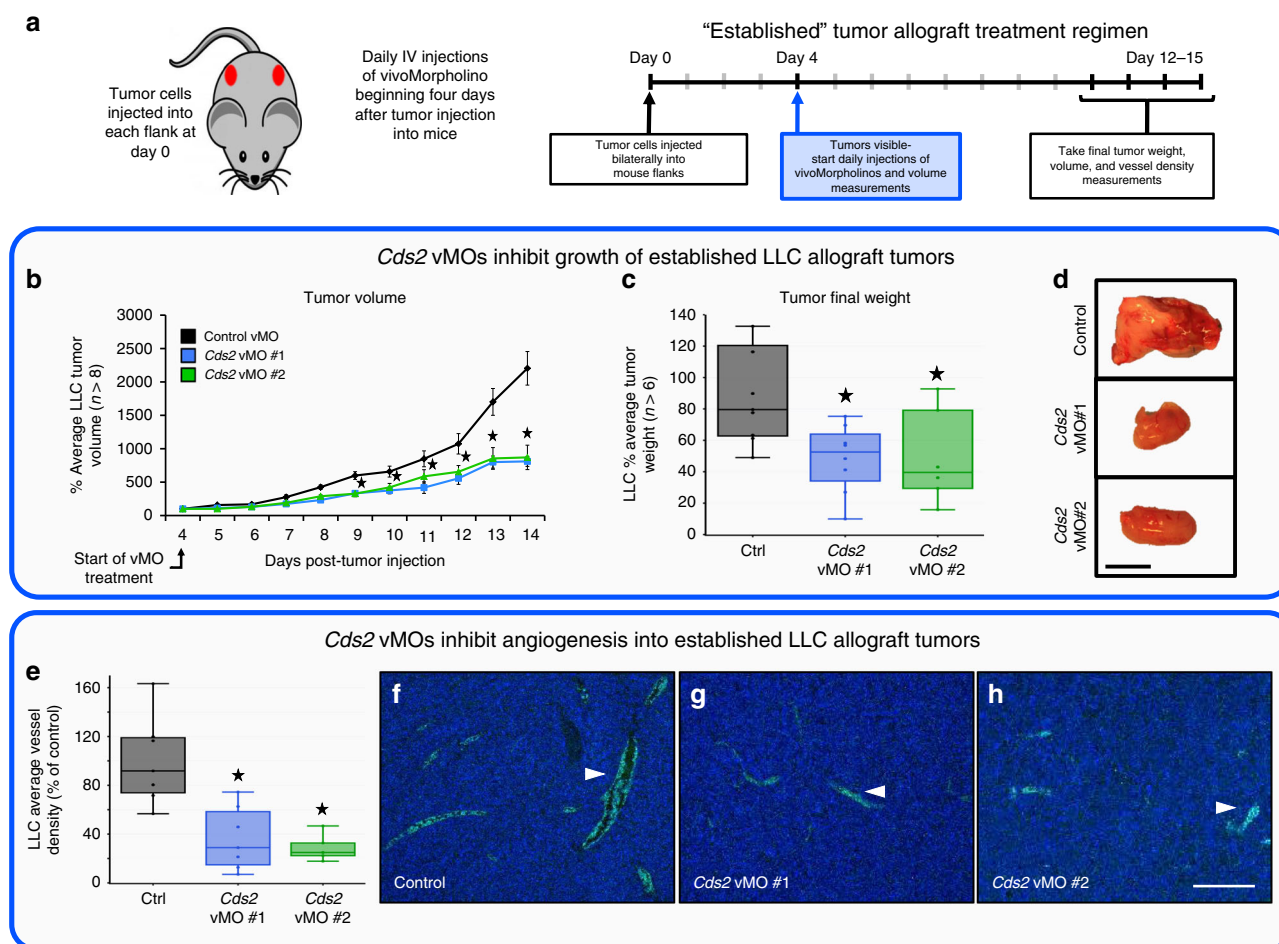 a
Tumor cells
injected into
each flank at
day 0
Daily IV injections
of vivoMorpholino
beginning four days
after tumor injection
into mice
“Established” tumor allograft treatment regimen
Day 0
Day 4
Day 12–15
Tumor cells injected
bilaterally into
mouse flanks
Tumors visible-
start daily injections of
vivoMorpholinos and volume
measurements
Take final tumor weight,
volume, and vessel density
measurements
Cds2 vMOs inhibit growth of established LLC allograft tumors
b
Tumor volume
% Average LLC tumor
volume (n > 8)
3000
2500
2000
1500
1000
500
0
Control vMO
Cds2 vMO #1
Cds2 vMO #2
4 5 6 7 8 9 10 11 12 13 14
Start of vMO
treatment
Days post-tumor injection
c
Tumor final weight
LLC % average tumor
weight (n > 6)
140
120
100
80
60
40
20
0
Ctrl
Cds2
vMO #1
Cds2
vMO #2
d
Control
Cds2
vMO#1
Cds2
vMO#2
Cds2 vMOs inhibit angiogenesis into established LLC allograft tumors
e
LLC average vessel
density (% of control)
160
120
80
40
0
Ctrl
Cds2
vMO #1
Cds2
vMO #2
f
Control
g
Cds2 vMO #1
h
Cds2 vMO #2